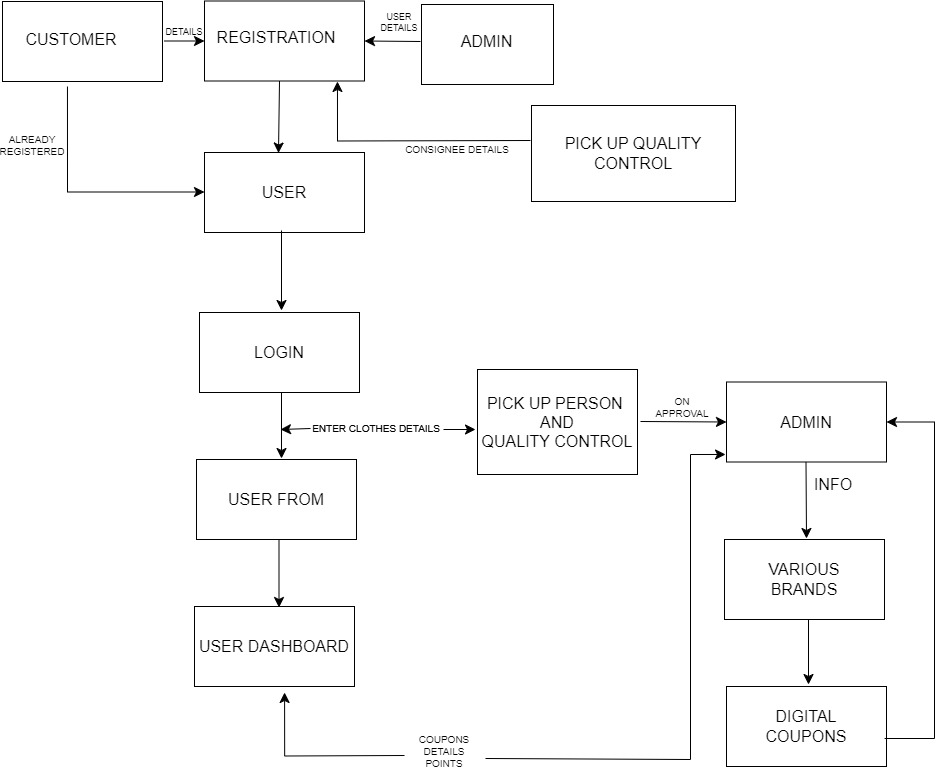 CUSTOMER
DETAILS
REGISTRATION
USER
DETAILS
ADMIN
ALREADY
REGISTERED
CONSIGNEE DETAILS
PICK UP QUALITY
CONTROL
USER
LOGIN
ENTER CLOTHES DETAILS
PICK UP PERSON
AND
QUALITY CONTROL
ON
APPROVAL
ADMIN
INFO
USER FROM
VARIOUS
BRANDS
USER DASHBOARD
DIGITAL
COUPONS
COUPONS
DETAILS
POINTS